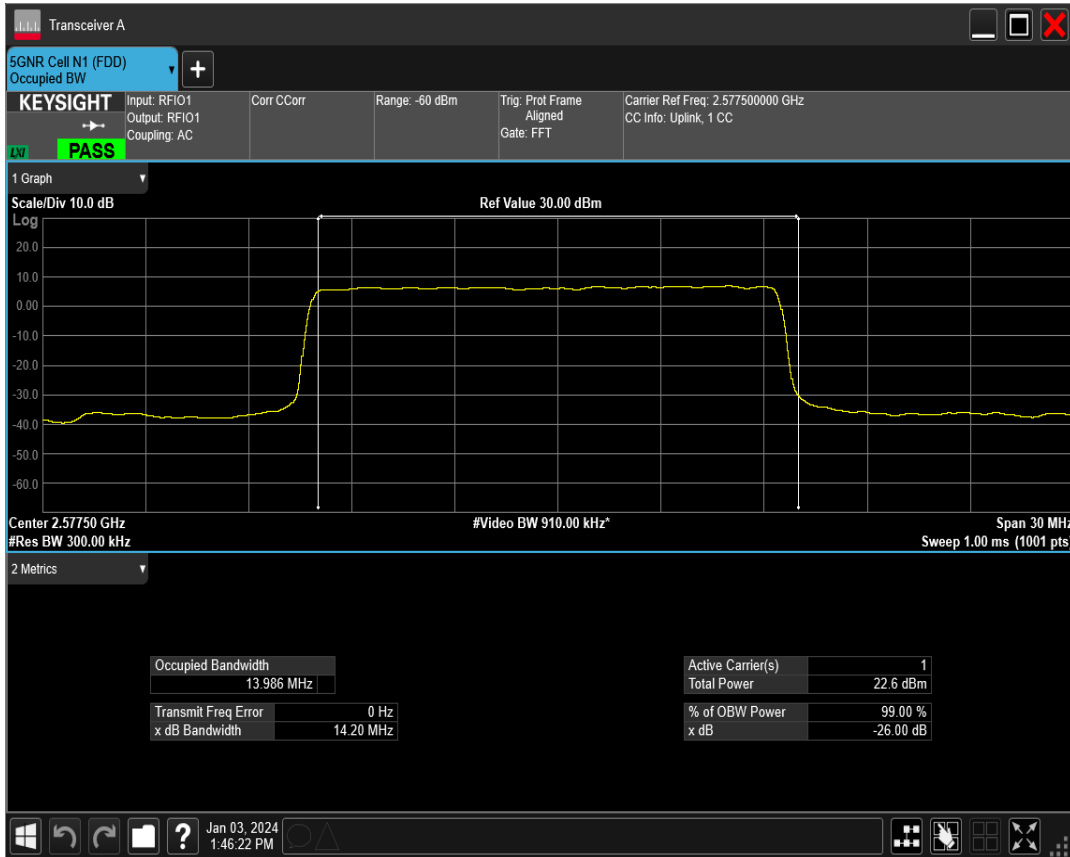 Transceiver A
5GNR Cell N1 (FDD)
Occupied BW
+
KEYSIGHT
LXI
PASS
Input: RFIO1
Output: RFIO1
Coupling: AC
Corr CCorr
Range: -60 dBm
Trig: Prot Frame
Aligned
Gate: FFT
Carrier Ref Freq: 2.577500000 GHz
CC Info: Uplink, 1 CC
1 Graph
Scale/Div 10.0 dB
Ref Value 30.00 dBm
Log
20.0
10.0
0.00
-10.0
-20.0
-30.0
-40.0
-50.0
-60.0
Center 2.57750 GHz
#Video BW 910.00 kHz*
Span 30 MHz
#Res BW 300.00 kHz
Sweep 1.00 ms (1001 pts)
2 Metrics
Occupied Bandwidth
13.986 MHz
Transmit Freq Error 0 Hz
x dB Bandwidth 14.20 MHz
Active Carrier(s) 1
Total Power 22.6 dBm
% of OBW Power 99.00 %
x dB -26.00 dB
?
Jan 03, 2024
1:46:22 PM